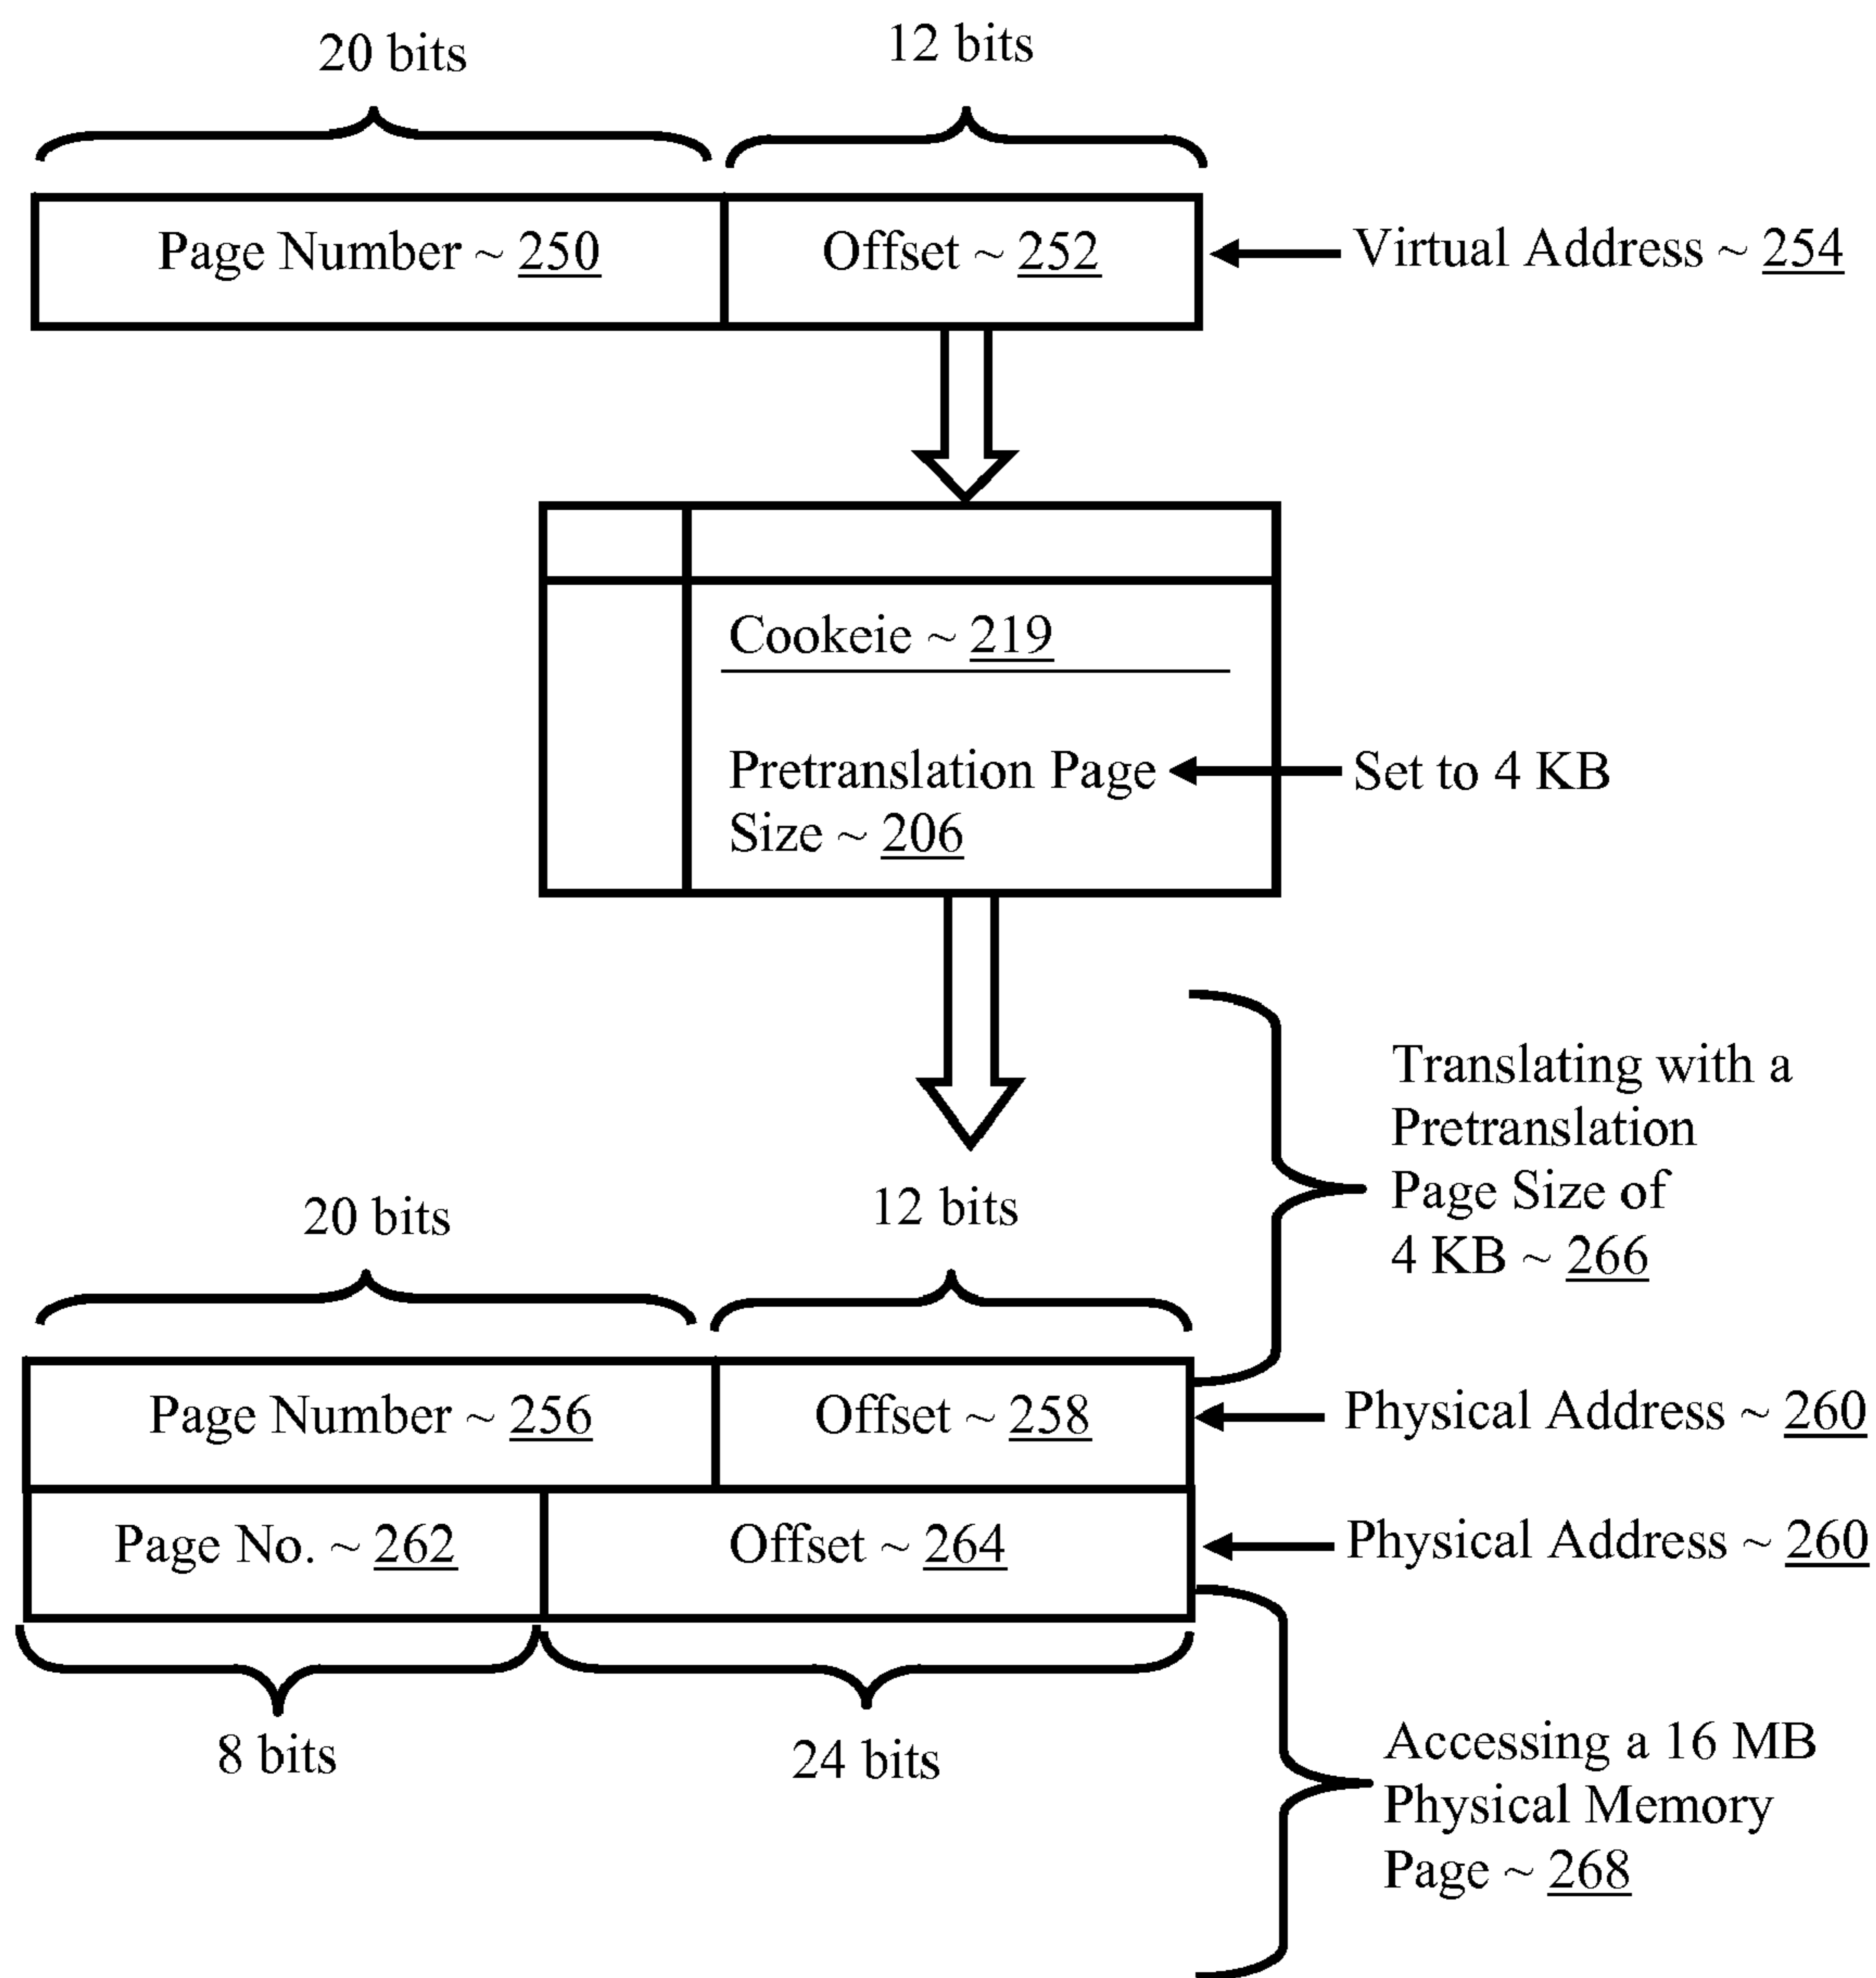 20 bits
12 bits
Page Number ~ 250
Offset ~ 252
Virtual Address ~ 254
Cookeie ~ 219
Pretranslation Page
Size ~ 206
Set to 4 KB
Translating with a
Pretranslation
Page Size of
4 KB ~ 266
20 bits
12 bits
Page Number ~ 256
Offset ~ 258
Physical Address ~ 260
Page No. ~ 262
Offset ~ 264
Physical Address ~ 260
8 bits
24 bits
Accessing a 16 MB
Physical Memory
Page ~ 268